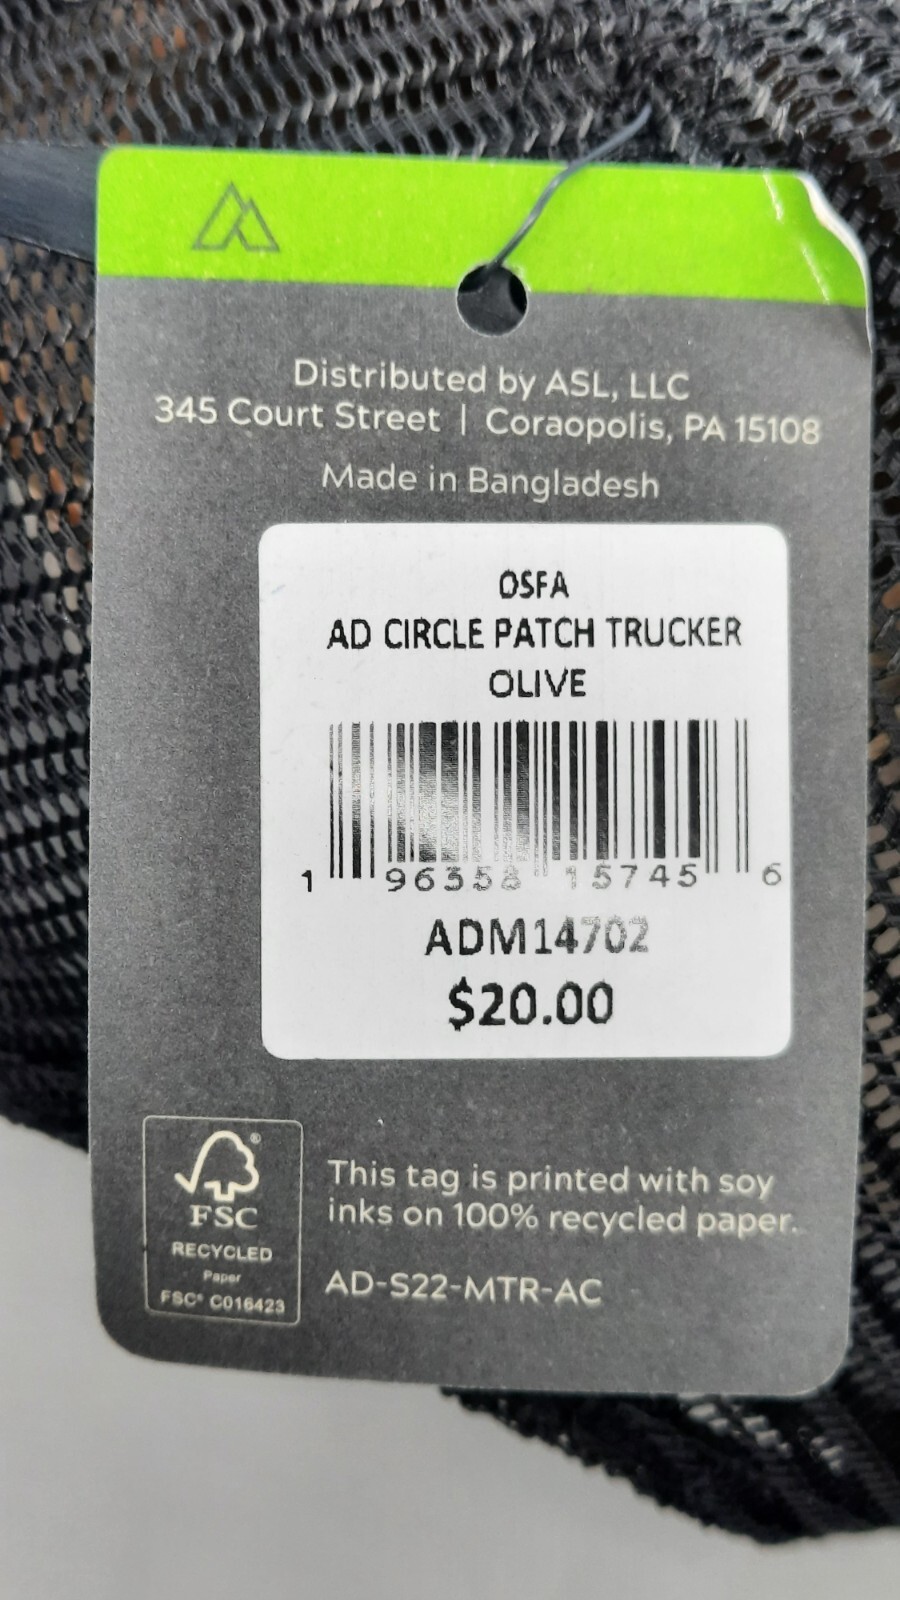 Distributed by ASL, LLC
345 Court Street | Coraopolis, PA 15108
Made in Bangladesh
OSFA
AD CIRCLE PATCH TRUCKER
OLIVE
1 96358 15745 6
ADM14702
$20.00
®
FSC
RECYCLED
Paper
FSC® C016423
This tag is printed with soy
inks on 100% recycled paper.
AD-S22-MTR-AC